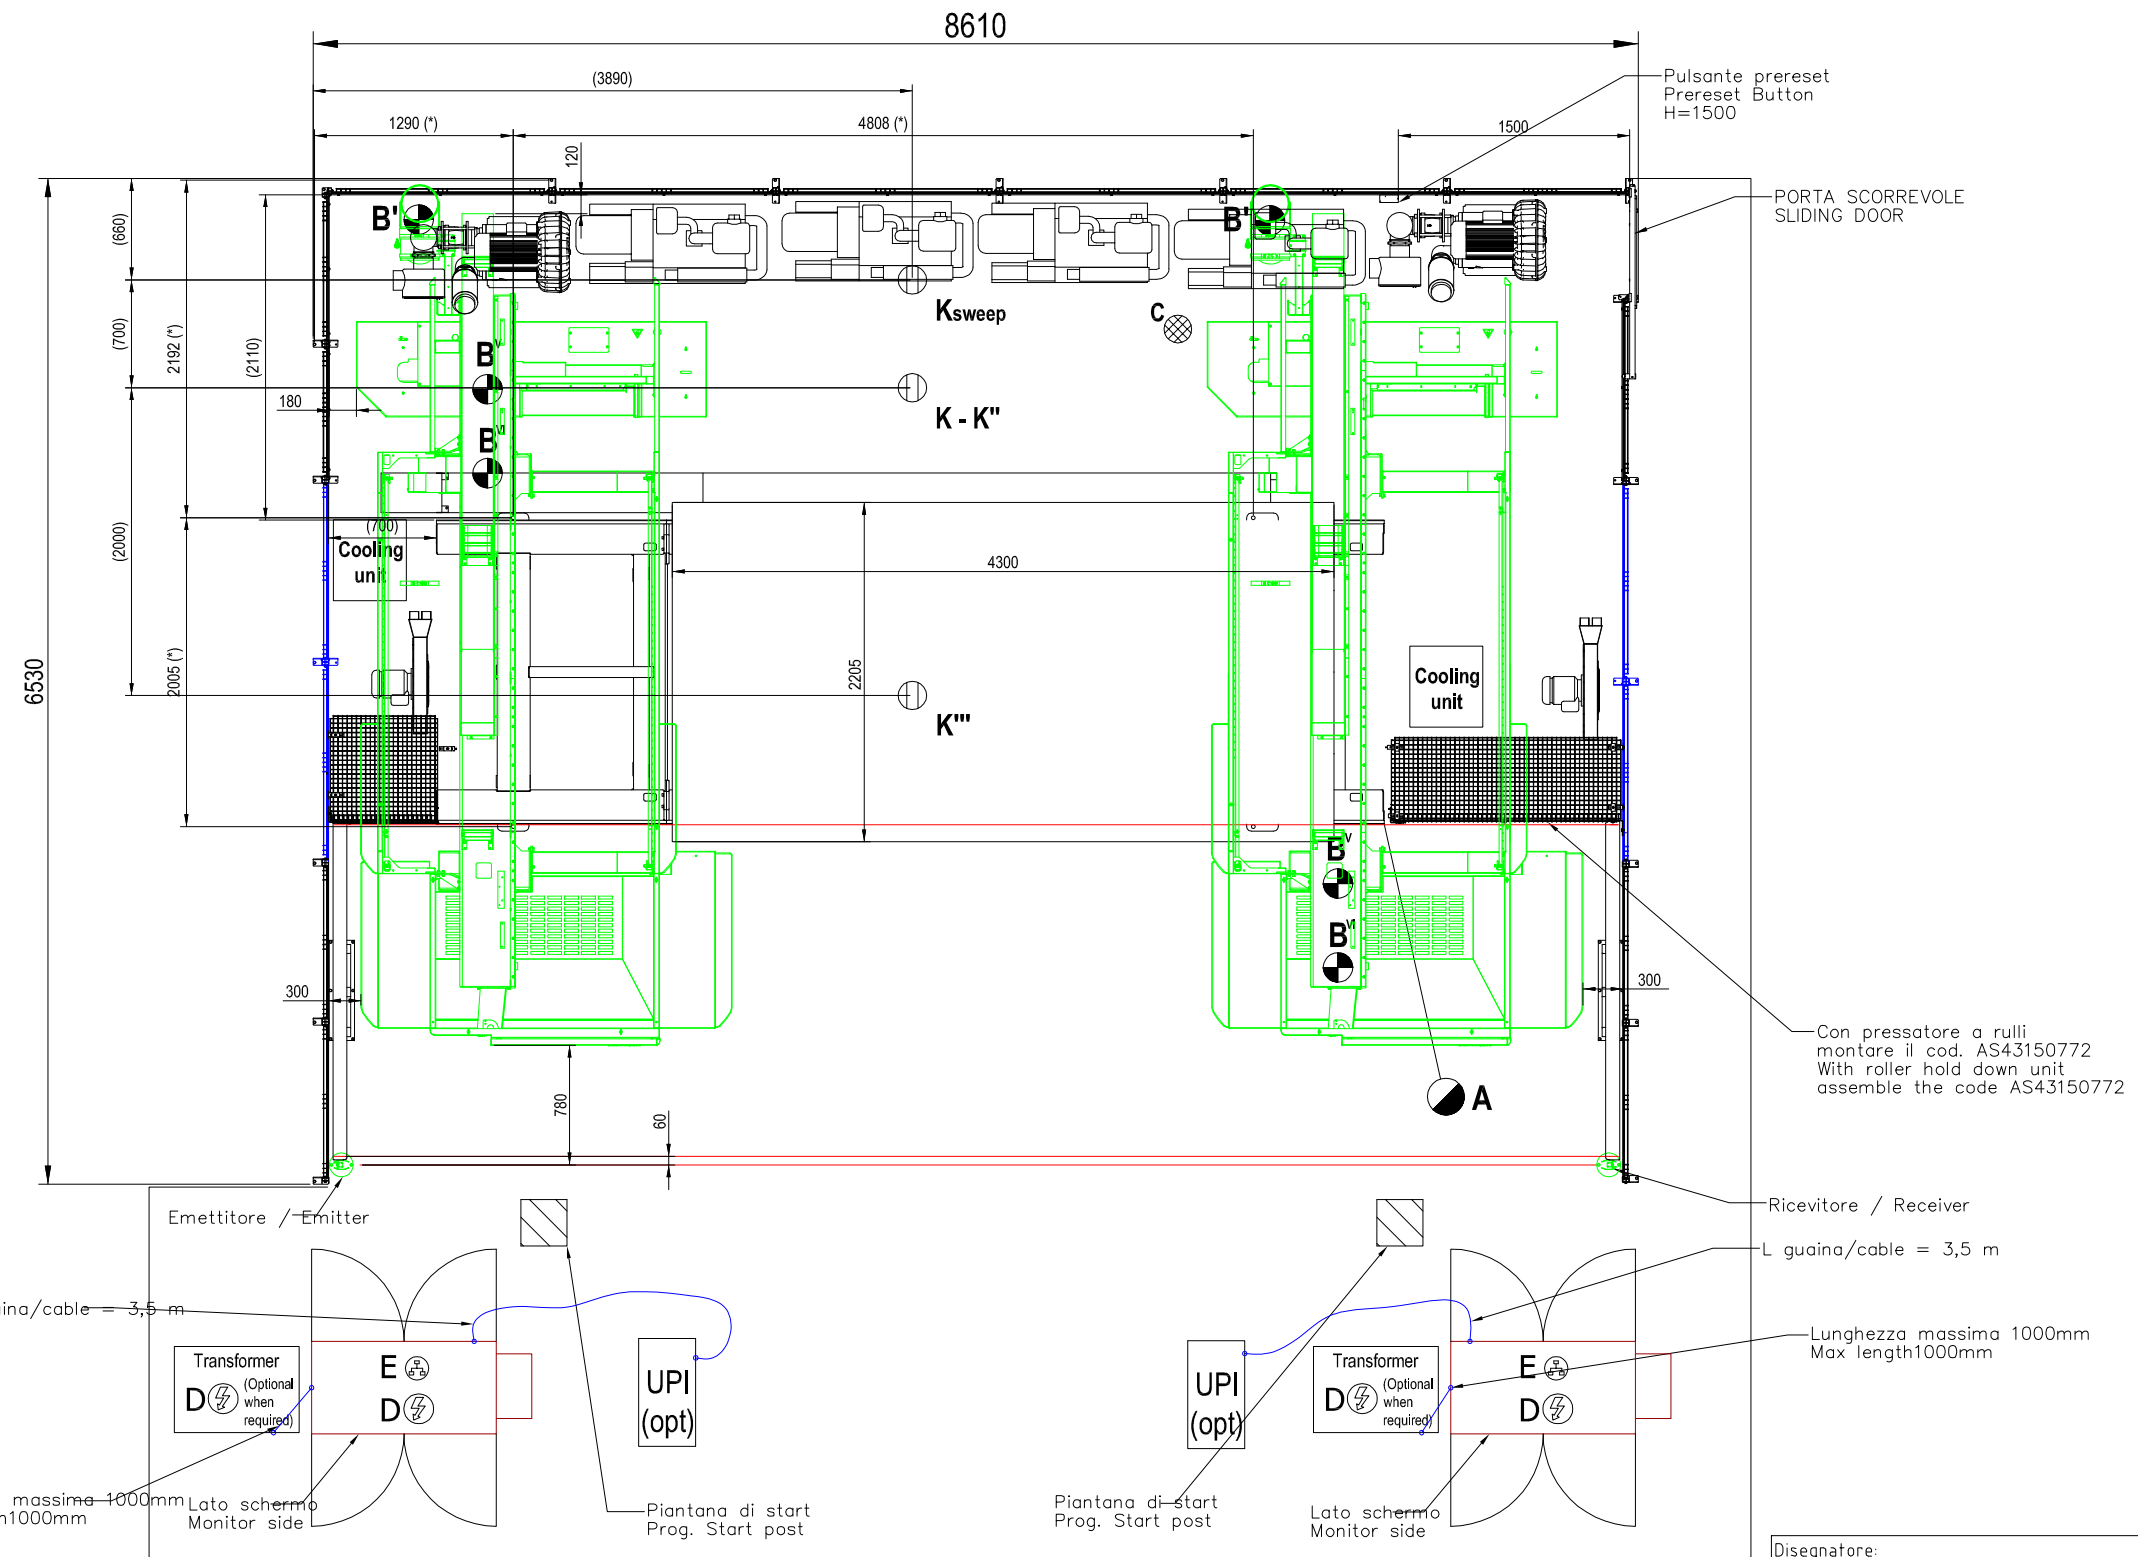 8610
(3890)
1290 (*)
4808 (*)
1500
120
Pulsante prereset
Prereset Button
H=1500
PORTA SCORREVOLE
SLIDING DOOR
6530
(660)
(700)
(2000)
2192 (*)
2005 (*)
(2110)
180
B'
B'
Ksweep
C
B V
K - K"
B VI
(700)
Cooling
unit
4300
2205
K'''
Cooling
unit
B V
B VI
300
300
780
60
A
Con pressatore a rulli
montare il cod. AS43150772
With roller hold down unit
assemble the code AS43150772
Emettitore / Emitter
Ricevitore / Receiver
L guaina/cable = 3,5 m
ina/cable = 3,5 m
Transformer
D
(Optional
when
required)
E
D
UPI
(opt)
UPI
(opt)
Transformer
D
(Optional
when
required)
E
D
Lunghezza massima 1000mm
Max length1000mm
massima 1000mm
1000mm
Lato schermo
Monitor side
Piantana di start
Prog. Start post
Piantana di start
Prog. Start post
Lato schermo
Monitor side
Disegnatore: